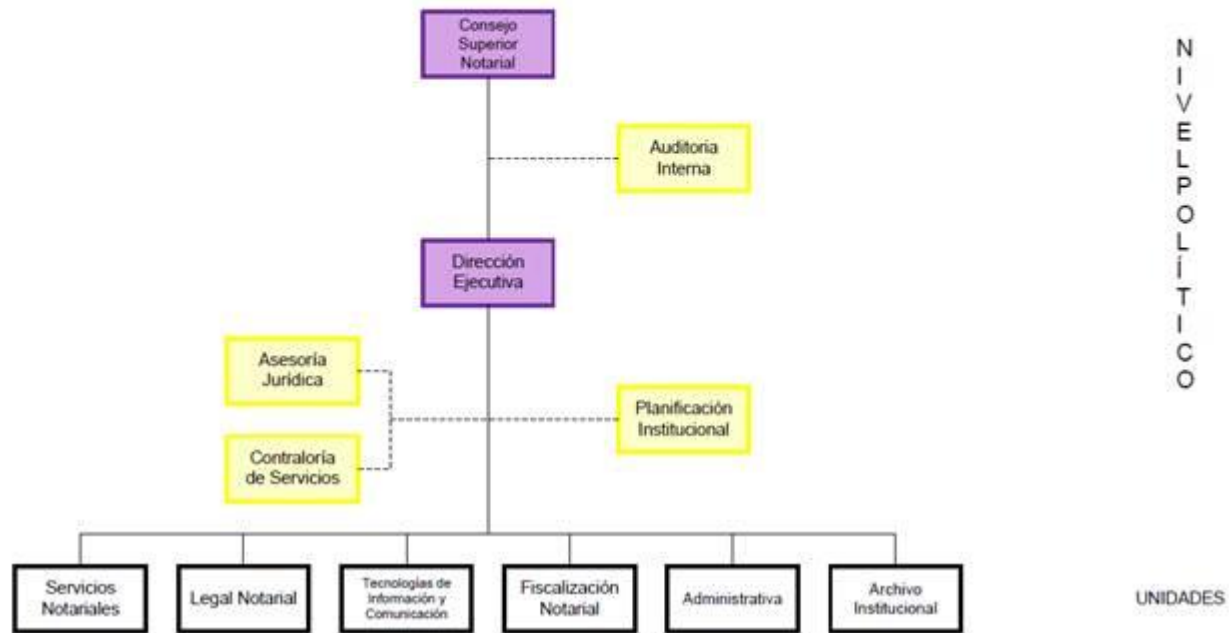 Consejo
Superior
Notarial
Auditoria
Interna
Dirección
Ejecutiva
Asesoría
Jurídica
Planificación
Institucional
Contraloría
de Servicios
Servicios
Notariales
Legal Notarial
Tecnologías de
Información y
Comunicación
Fiscalización
Notarial
Administrativa
Archivo
Institucional
N
I
V
E
L
P
O
L
Í
T
I
C
O
UNIDADES